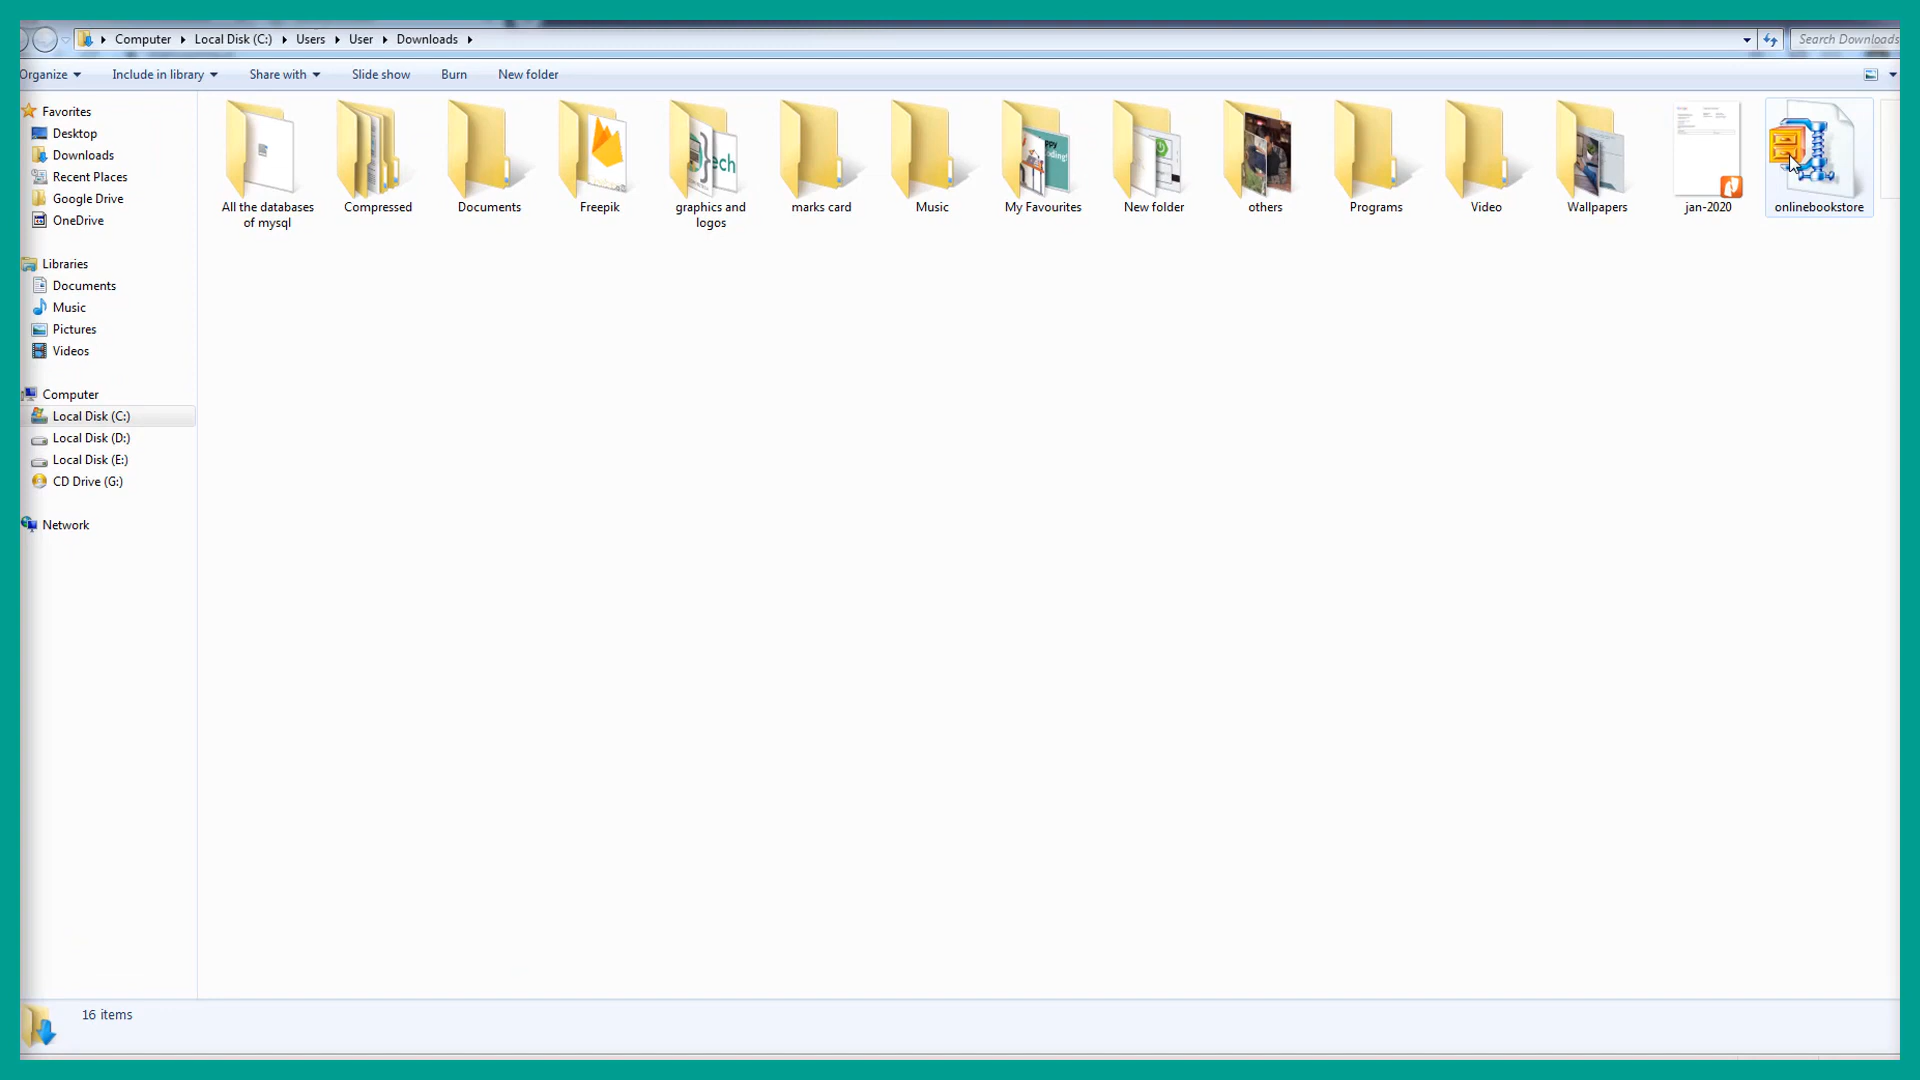 Computer Local Disk (C:) Users User Downloads
Search Downloads
Organize Include in library Share with Slide show Burn New folder
Favorites
Desktop
Downloads
Recent Places
Google Drive
OneDrive
Libraries
Documents
Music
Pictures
Videos
Computer
Local Disk (C:)
Local Disk (D:)
Local Disk (E:)
CD Drive (G:)
Network
All the databases
of mysql
Compressed
Documents
Freepik
graphics and
logos
marks card
Music
My Favourites
New folder
others
Programs
Video
Wallpapers
jan-2020
onlinebookstore
16 items